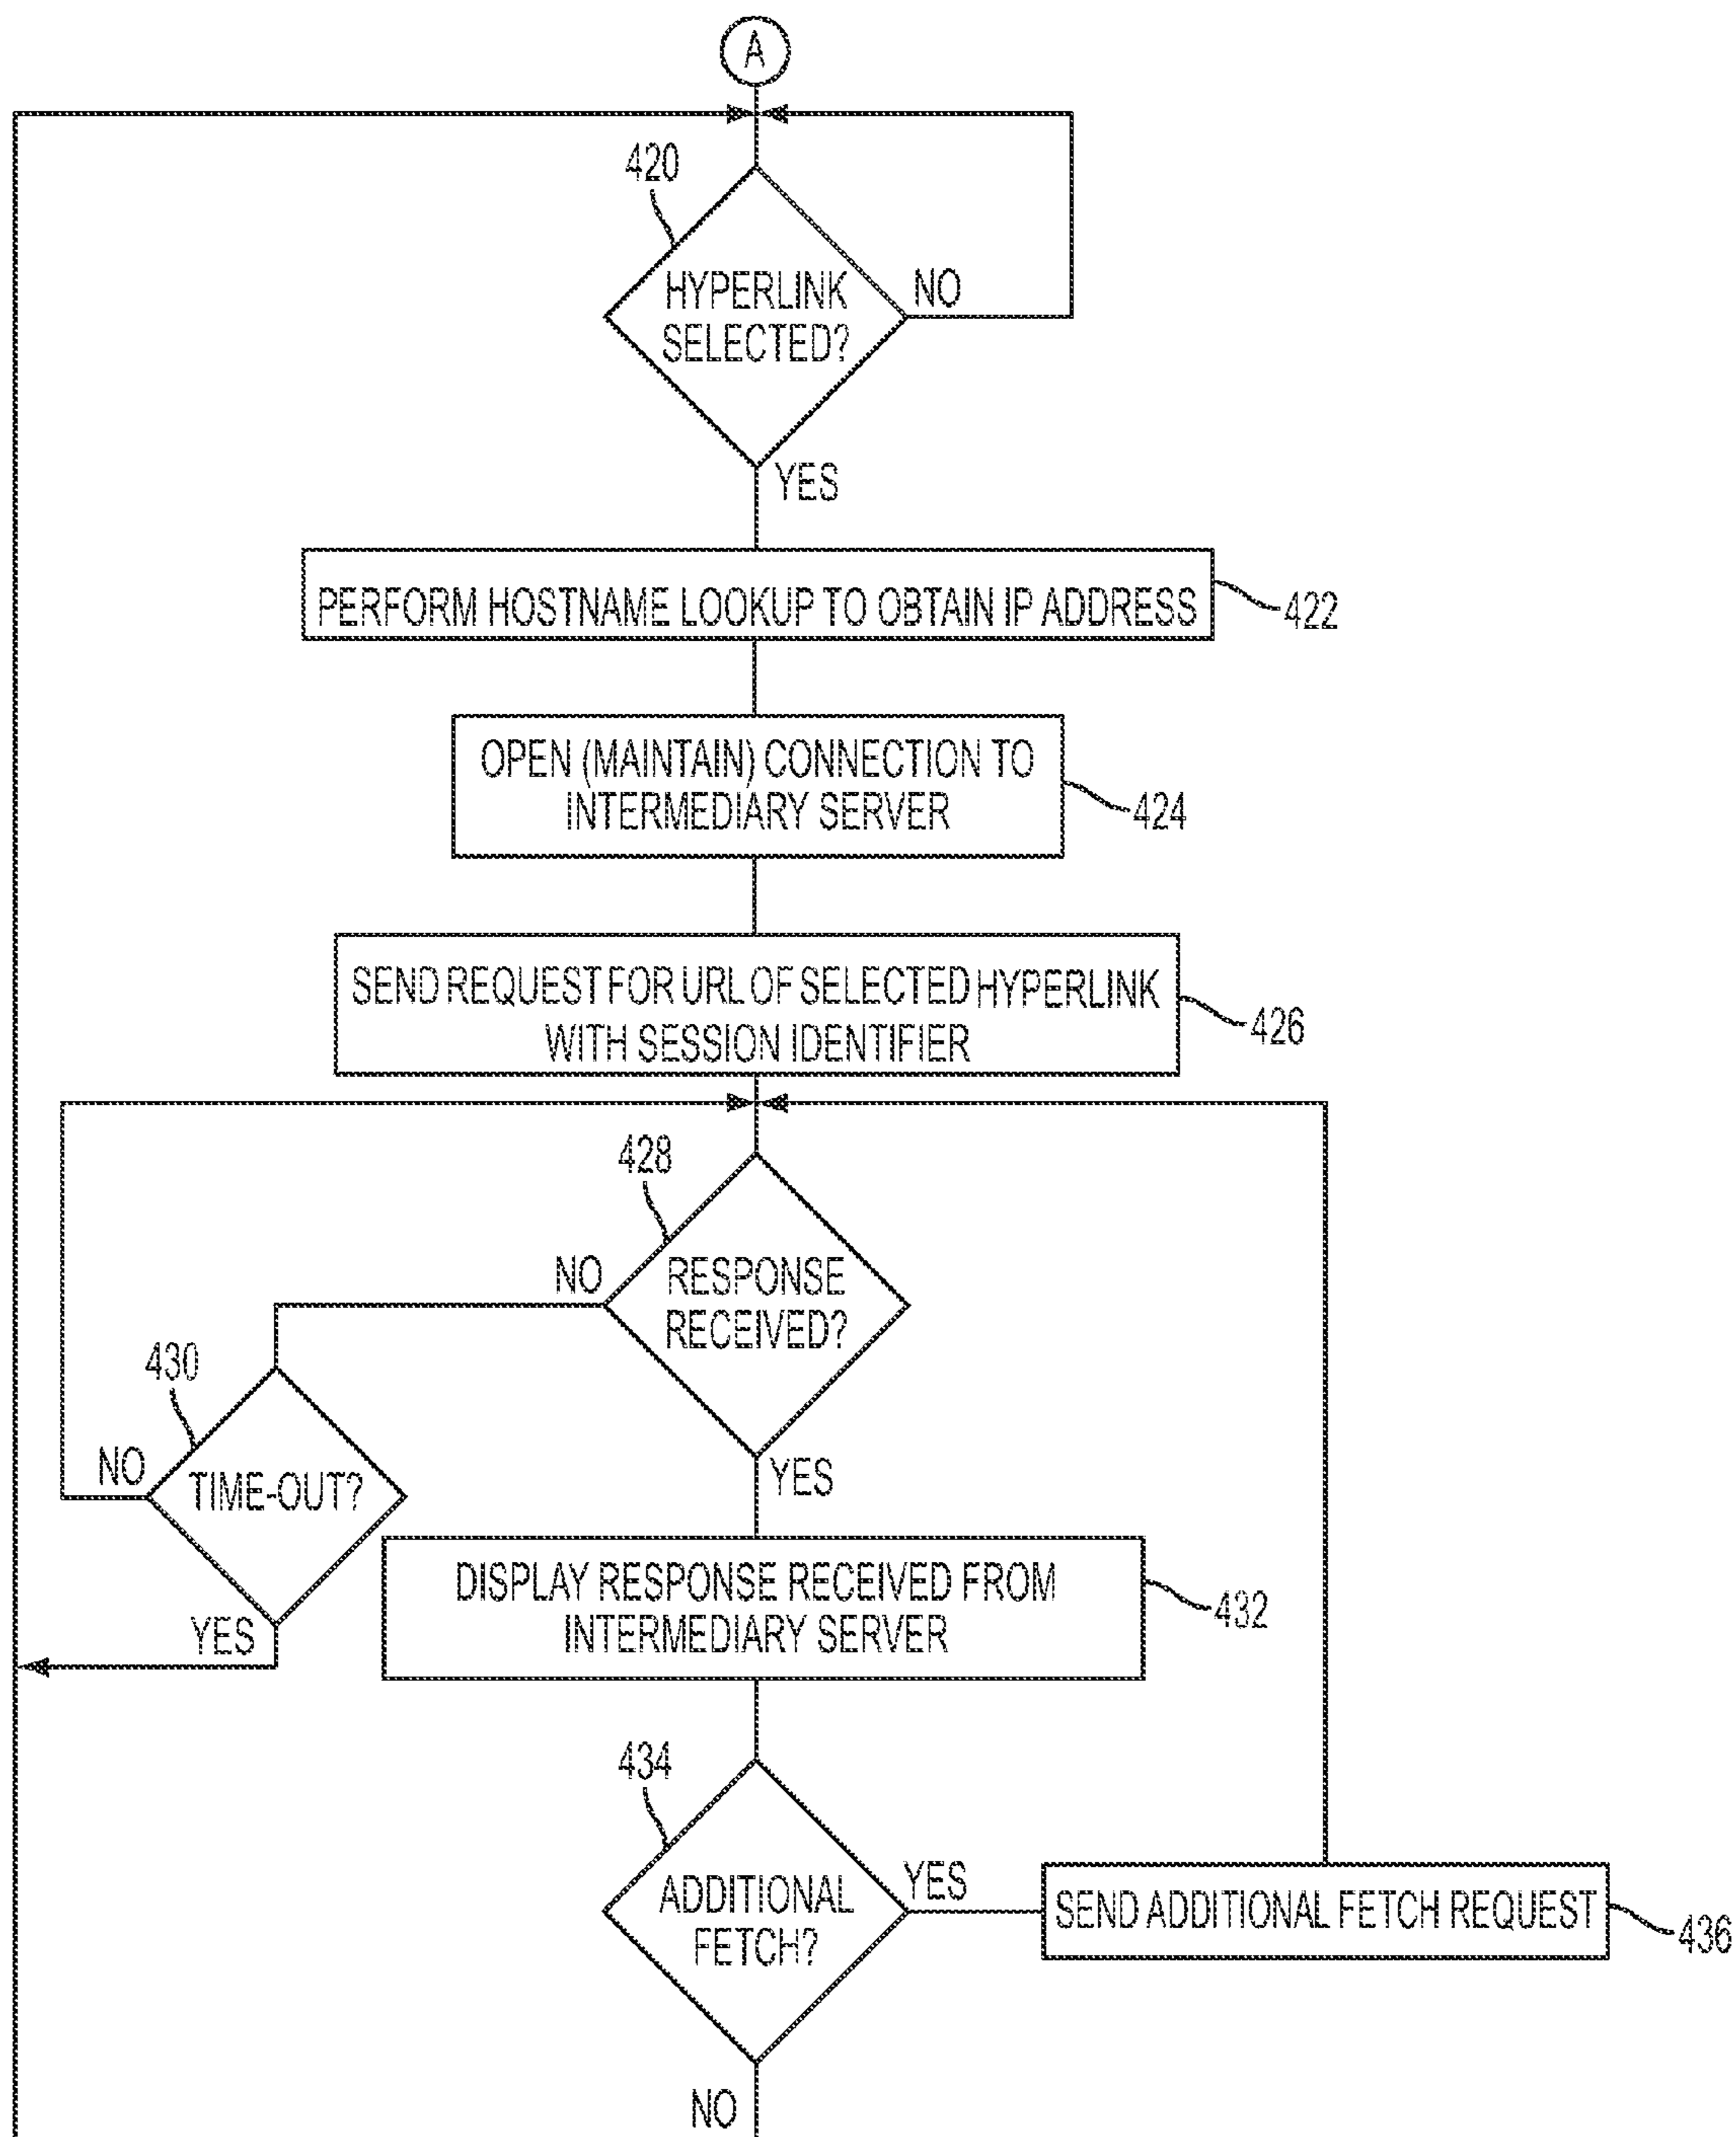 A
420
HYPERLINK
SELECTED?
NO
YES
PERFORM HOSTNAME LOOKUP TO OBTAIN IP ADDRESS
422
OPEN (MAINTAIN) CONNECTION TO
INTERMEDIARY SERVER
424
SEND REQUEST FOR URL OF SELECTED HYPERLINK
WITH SESSION IDENTIFIER
426
428
NO
RESPONSE
RECEIVED?
430
NO
TIME-OUT?
YES
YES
DISPLAY RESPONSE RECEIVED FROM
INTERMEDIARY SERVER
432
434
ADDITIONAL
FETCH?
YES
SEND ADDITIONAL FETCH REQUEST
436
NO